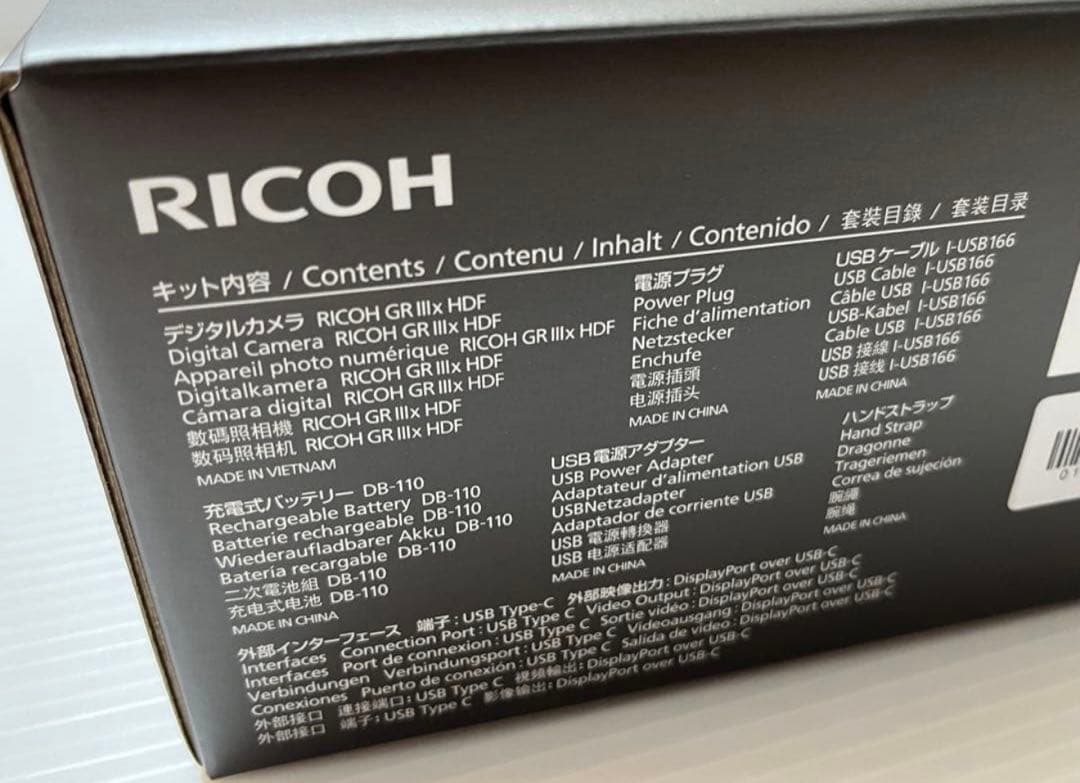 RICOH
キット内容 / Contents / Contenu / Inhalt / Contenido / 套裝目錄 / 套装目录
デジタルカメラ RICOH GR IIIx HDF
Digital Camera RICOH GR IIIx HDF
Appareil photo numérique RICOH GR IIIx HDF
Digitalkamera RICOH GR IIIx HDF
Cámara digital RICOH GR IIIx HDF
數碼照相機 RICOH GR IIIx HDF
数码照相机 RICOH GR IIIx HDF
MADE IN VIETNAM
電源プラグ
Power Plug
Fiche d'alimentation
Netzstecker
Enchufe
電源插頭
电源插头
MADE IN CHINA
USBケーブル I-USB166
USB Cable I-USB166
Câble USB I-USB166
USB-Kabel I-USB166
Cable USB I-USB166
USB 接線 I-USB166
USB 接线 I-USB166
MADE IN CHINA
充電式バッテリー DB-110
Rechargeable Battery DB-110
Batterie rechargeable DB-110
Wiederaufladbarer Akku DB-110
Batería recargable DB-110
二次電池組 DB-110
充电式电池 DB-110
MADE IN CHINA
USB電源アダプター
USB Power Adapter
Adaptateur d'alimentation USB
USBNetzadapter
Adaptador de corriente USB
USB 電源轉換器
USB 电源适配器
MADE IN CHINA
ハンドストラップ
Hand Strap
Dragonne
Trageriemen
Correa de sujeción
腕繩
腕绳
MADE IN CHINA
外部インターフェース 端子：USB Type-C 外部映像出力：DisplayPort over USB-C
Interfaces Connection Port : USB Type C Video Output : DisplayPort over USB-C
Interfaces Port de connexion : USB Type C Sortie vidéo : DisplayPort over USB-C
Verbindungen Verbindungsport : USB Type C Videoausgang : DisplayPort over USB-C
Conexiones Puerto de conexión : USB Type C Salida de vídeo : DisplayPort over USB-C
外部接口 連接端口：USB Type C 視頻輸出：DisplayPort over USB-C
外部接口 端子：USB Type C 影像输出：DisplayPort over USB-C